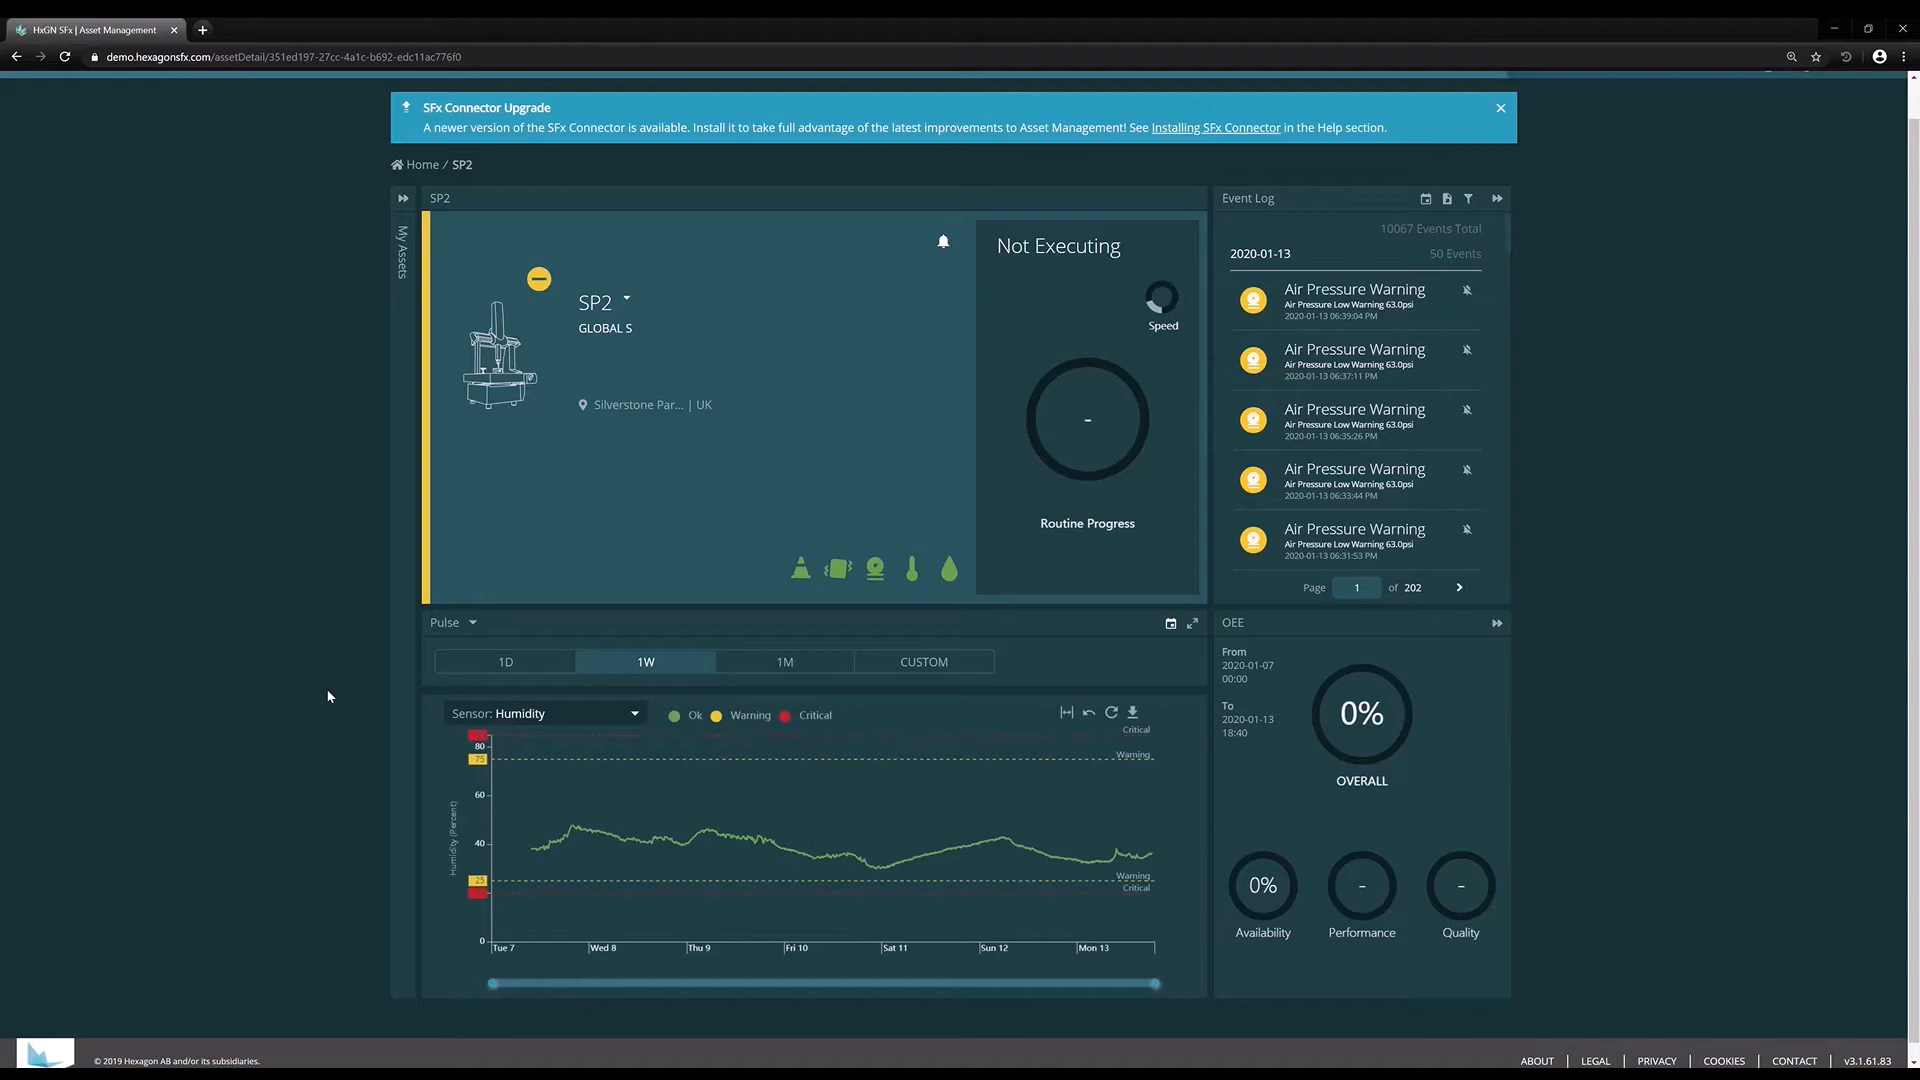 HxGN SFx | Asset Management
demo.hexagonsfx.com/assetDetail/351ed197-27cc-4a1c-b692-edc11ac776f0
SFx Connector Upgrade
A newer version of the SFx Connector is available. Install it to take full advantage of the latest improvements to Asset Management! See Installing SFx Connector in the Help section.
Home / SP2
My Assets
SP2
SP2
GLOBAL S
Silverstone Par... | UK
Not Executing
Speed
-
Routine Progress
Event Log
10067 Events Total
2020-01-13 50 Events
Air Pressure Warning
Air Pressure Low Warning 63.0psi
2020-01-13 06:39:04 PM
Air Pressure Warning
Air Pressure Low Warning 63.0psi
2020-01-13 06:37:11 PM
Air Pressure Warning
Air Pressure Low Warning 63.0psi
2020-01-13 06:35:26 PM
Air Pressure Warning
Air Pressure Low Warning 63.0psi
2020-01-13 06:33:44 PM
Air Pressure Warning
Air Pressure Low Warning 63.0psi
2020-01-13 06:31:53 PM
Page 1 of 202
Pulse
1D 1W 1M CUSTOM
Sensor: Humidity
Ok Warning Critical
Critical
80
Warning
75
60
Humidity (Percent)
40
Warning
25
Critical
0
Tue 7 Wed 8 Thu 9 Fri 10 Sat 11 Sun 12 Mon 13
OEE
From
2020-01-07
00:00
To
2020-01-13
18:40
0%
OVERALL
0% - -
Availability Performance Quality
© 2019 Hexagon AB and/or its subsidiaries.
ABOUT | LEGAL | PRIVACY | COOKIES | CONTACT | v3.1.61.83